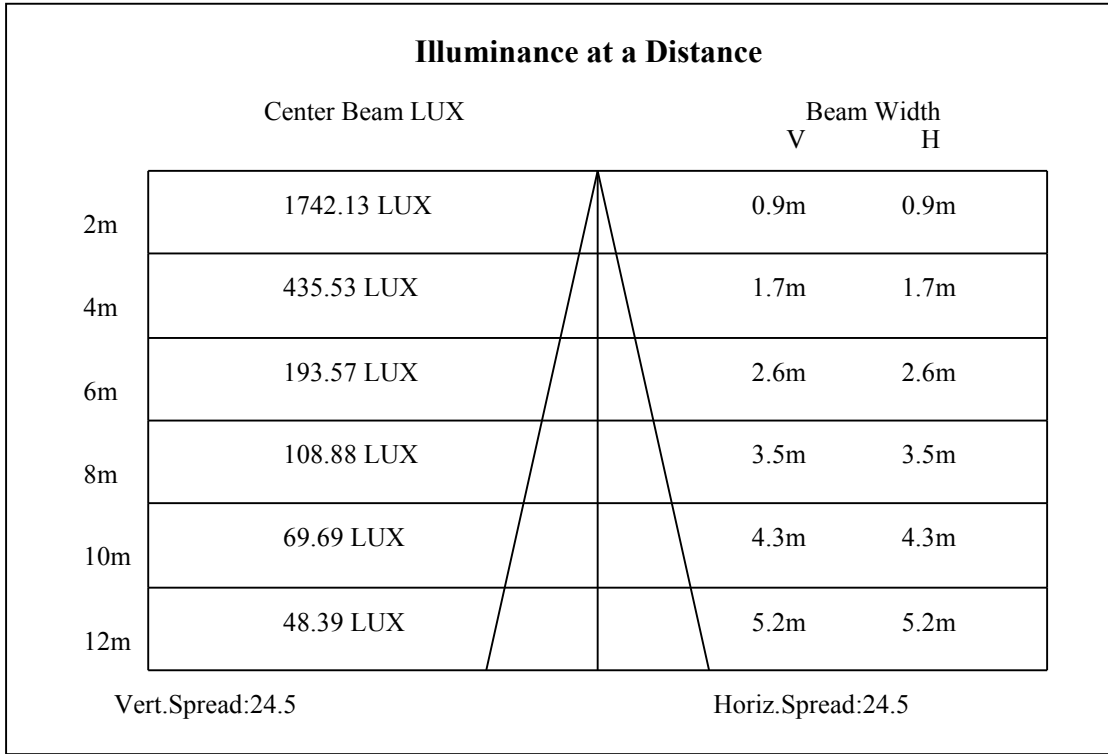 Illuminance at a Distance
Center Beam LUX Beam Width
V H
2m 1742.13 LUX 0.9m 0.9m
4m 435.53 LUX 1.7m 1.7m
6m 193.57 LUX 2.6m 2.6m
8m 108.88 LUX 3.5m 3.5m
10m 69.69 LUX 4.3m 4.3m
12m 48.39 LUX 5.2m 5.2m
Vert.Spread:24.5 Horiz.Spread:24.5